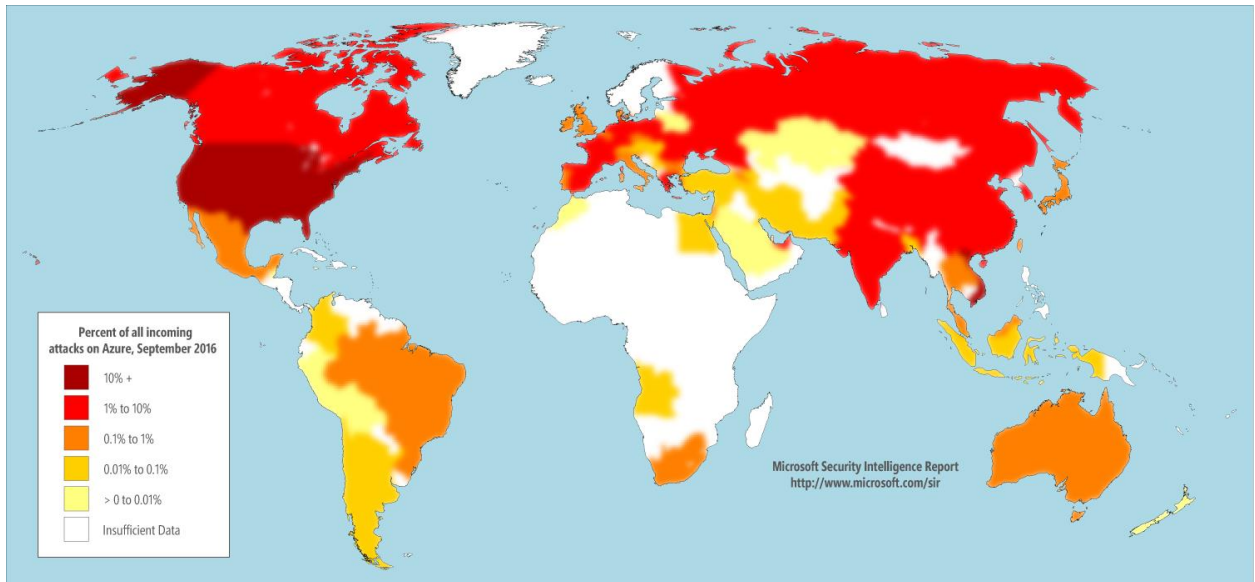 Percent of all incoming
attacks on Azure, September 2016
10% +
1% to 10%
0.1% to 1%
0.01% to 0.1%
> 0 to 0.01%
Insufficient Data
Microsoft Security Intelligence Report
http://www.microsoft.com/sir